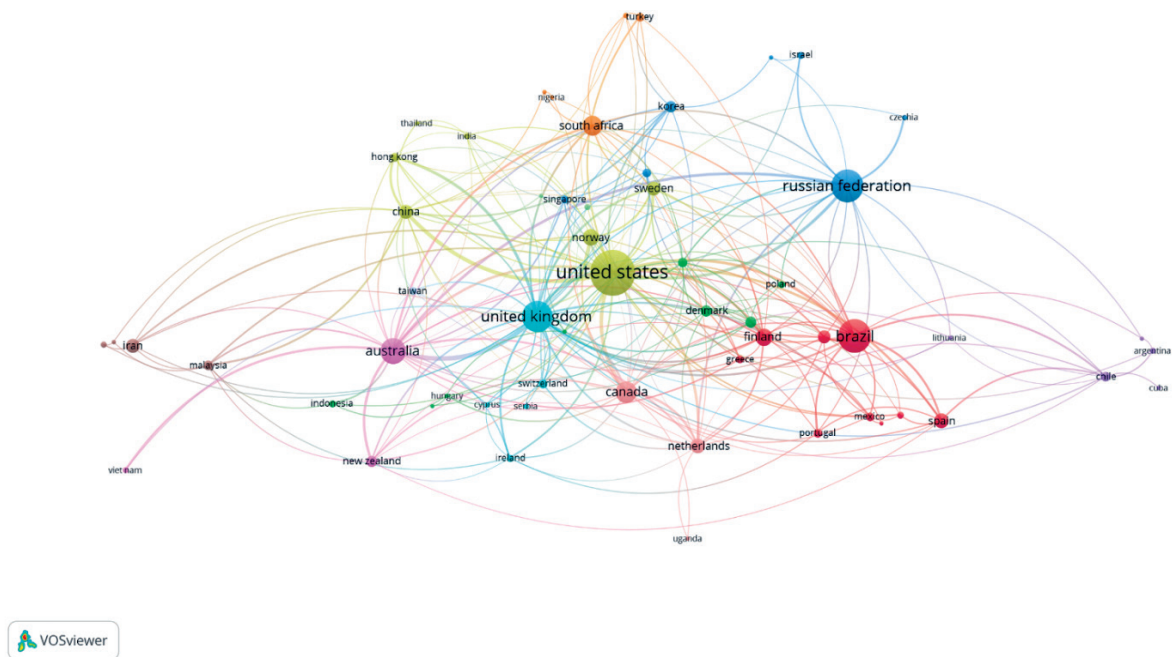 turkey
israel
nigeria
korea
czechia
thailand
india
south africa
hong kong
russian federation
sweden
singapore
china
norway
united states
poland
taiwan
denmark
united kingdom
finland
brazil
lithuania
iran
australia
greece
argentina
malaysia
switzerland
canada
chile
cuba
hungary
indonesia
cyprus
serbia
mexico
spain
portugal
netherlands
new zealand
ireland
vietnam
uganda
VOSviewer